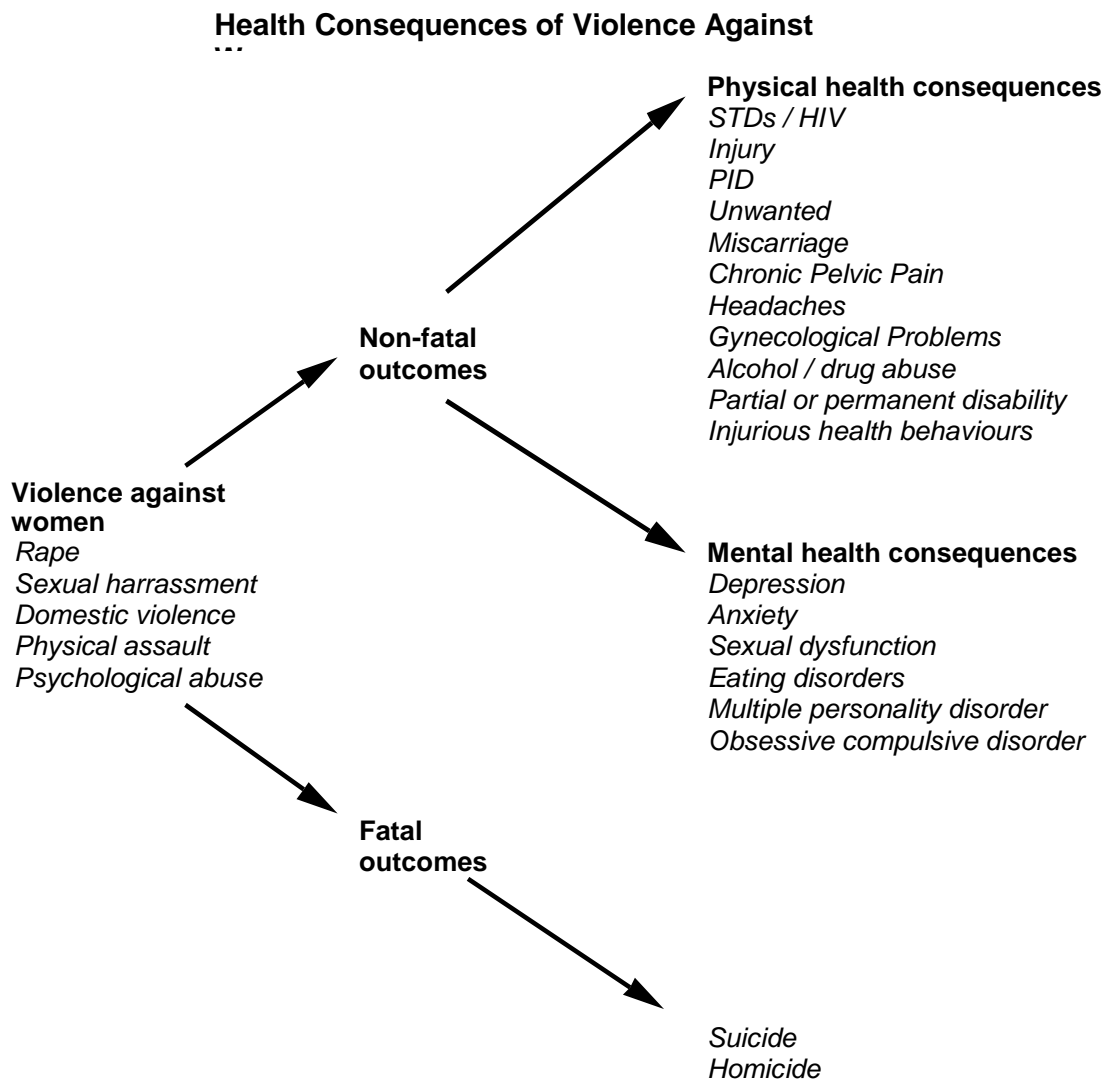 Health Consequences of Violence Against
Physical health consequences
STDs / HIV
Injury
PID
Unwanted
Miscarriage
Chronic Pelvic Pain
Headaches
Gynecological Problems
Alcohol / drug abuse
Partial or permanent disability
Injurious health behaviours
Non-fatal
outcomes
Violence against
women
Rape
Sexual harrassment
Domestic violence
Physical assault
Psychological abuse
Mental health consequences
Depression
Anxiety
Sexual dysfunction
Eating disorders
Multiple personality disorder
Obsessive compulsive disorder
Fatal
outcomes
Suicide
Homicide